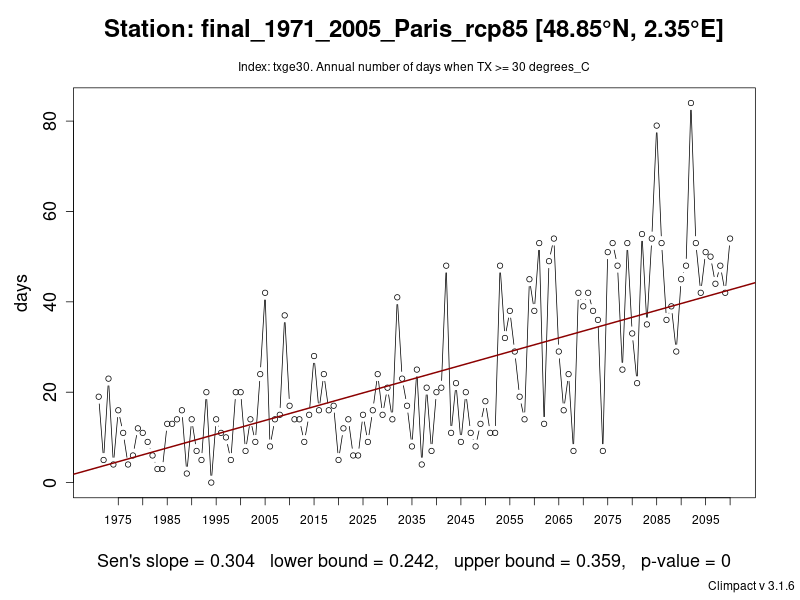 Station: final_1971_2005_Paris_rcp85 [48.85°N, 2.35°E]
Index: txge30. Annual number of days when TX >= 30 degrees_C
80
60
40
20
0
days
1975 1985 1995 2005 2015 2025 2035 2045 2055 2065 2075 2085 2095
Sen's slope = 0.304 lower bound = 0.242, upper bound = 0.359, p-value = 0
Climpact v 3.1.6